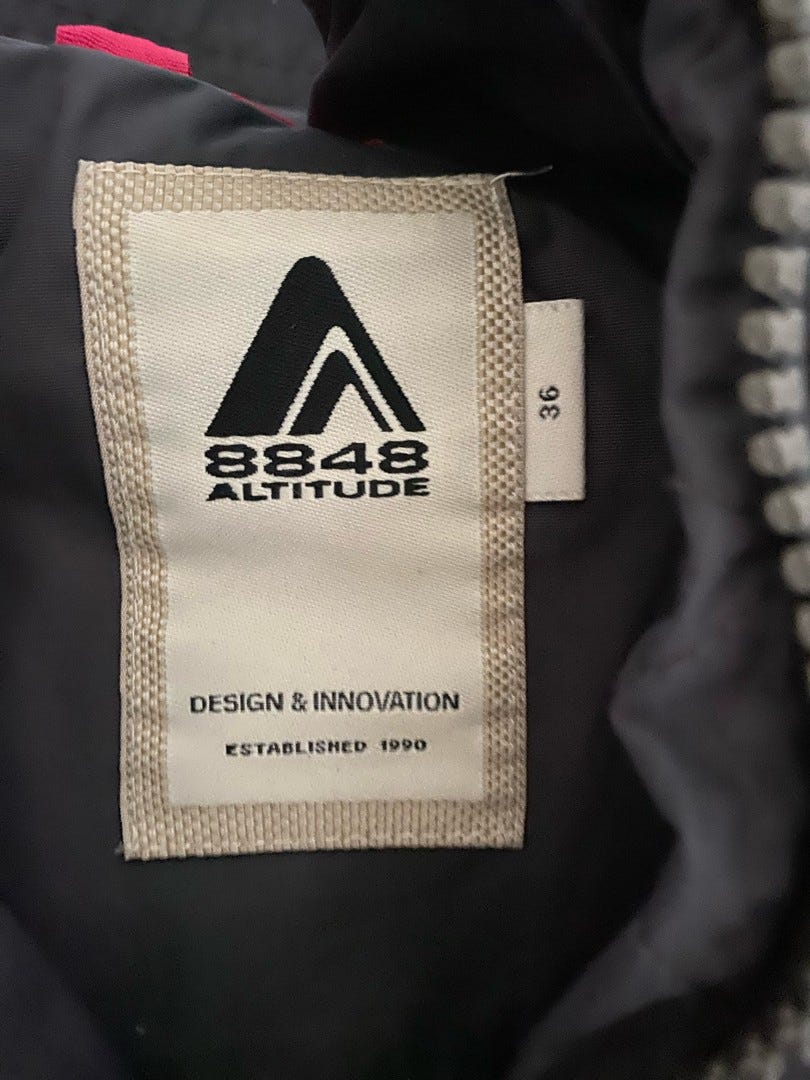 8848
ALTITUDE
36
DESIGN & INNOVATION
ESTABLISHED 1990